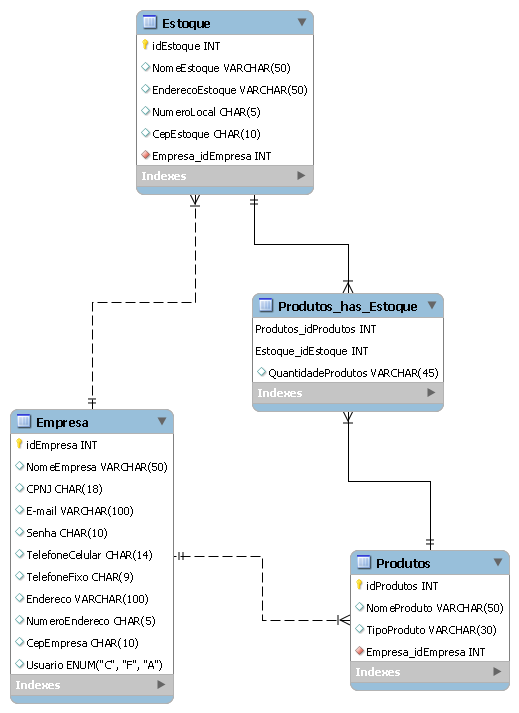 Estoque
idEstoque INT
NomeEstoque VARCHAR(50)
EnderecoEstoque VARCHAR(50)
NumeroLocal CHAR(5)
CepEstoque CHAR(10)
Empresa_idEmpresa INT
Indexes
Produtos_has_Estoque
Produtos_idProdutos INT
Estoque_idEstoque INT
QuantidadeProdutos VARCHAR(45)
Indexes
Empresa
idEmpresa INT
NomeEmpresa VARCHAR(50)
CPNJ CHAR(18)
E-mail VARCHAR(100)
Senha CHAR(10)
TelefoneCelular CHAR(14)
TelefoneFixo CHAR(9)
Endereco VARCHAR(100)
NumeroEndereco CHAR(5)
CepEmpresa CHAR(10)
Usuario ENUM("C", "F", "A")
Indexes
Produtos
idProdutos INT
NomeProduto VARCHAR(50)
TipoProduto VARCHAR(30)
Empresa_idEmpresa INT
Indexes